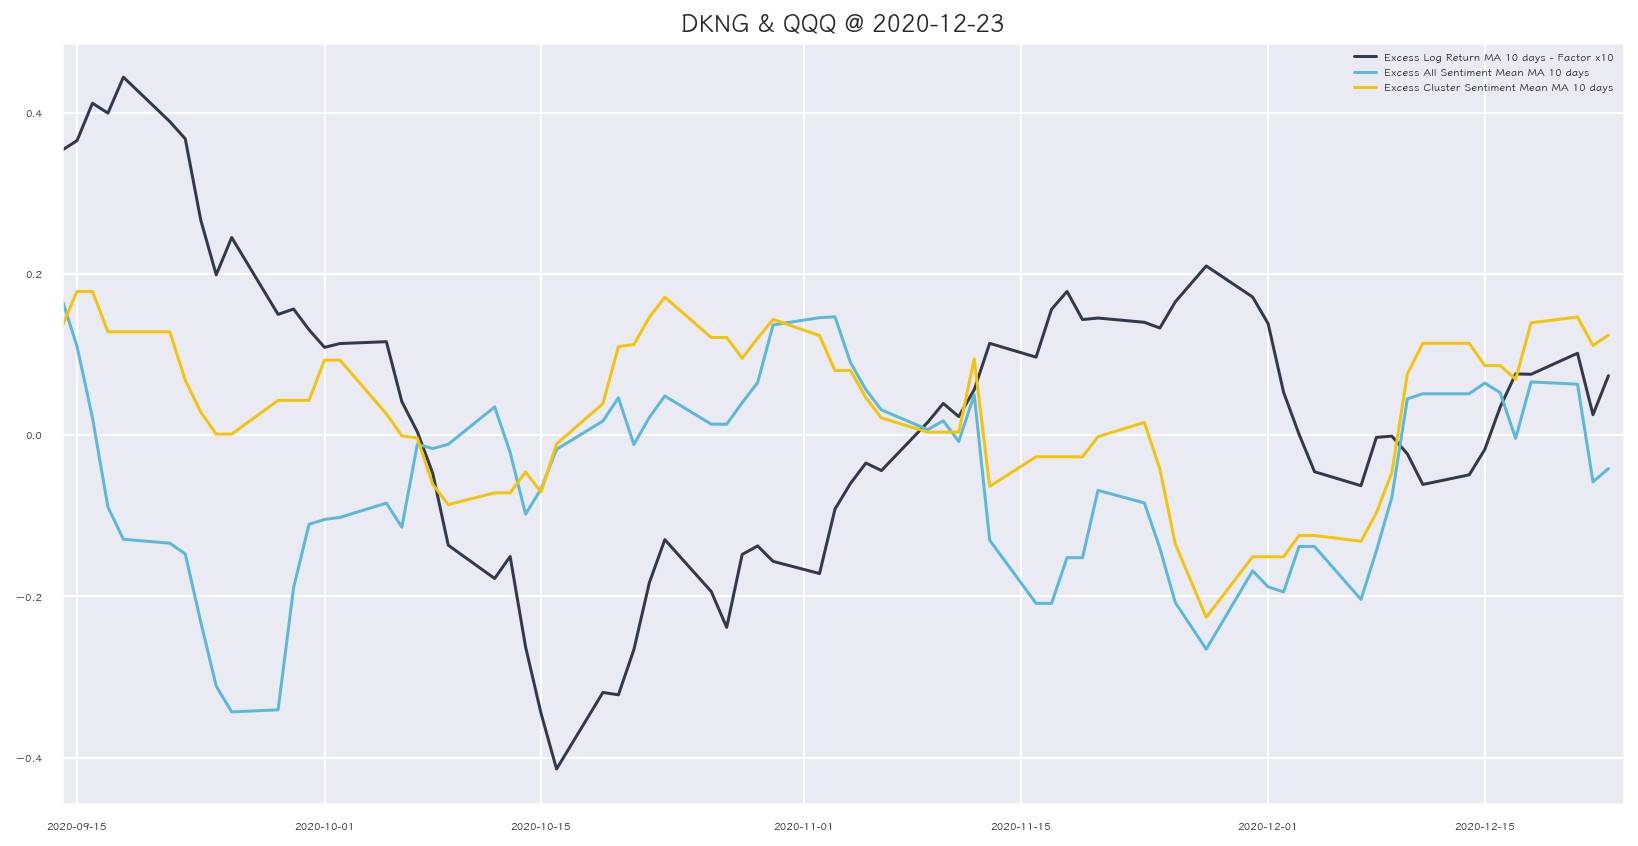 DKNG & QQQ @ 2020-12-23
Excess Log Return MA 10 days - Factor x10
Excess All Sentiment Mean MA 10 days
Excess Cluster Sentiment Mean MA 10 days
0.4
0.2
0.0
−0.2
−0.4
2020-09-15 2020-10-01 2020-10-15 2020-11-01 2020-11-15 2020-12-01 2020-12-15